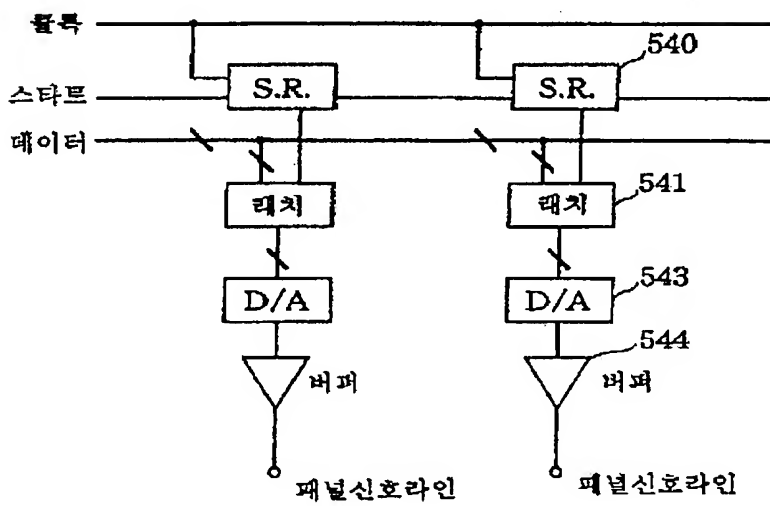 클록
540
S.R.
S.R.
스타트
데이터
래치
래치
541
D/A
D/A
543
544
버퍼
버퍼
패널신호라인
패널신호라인